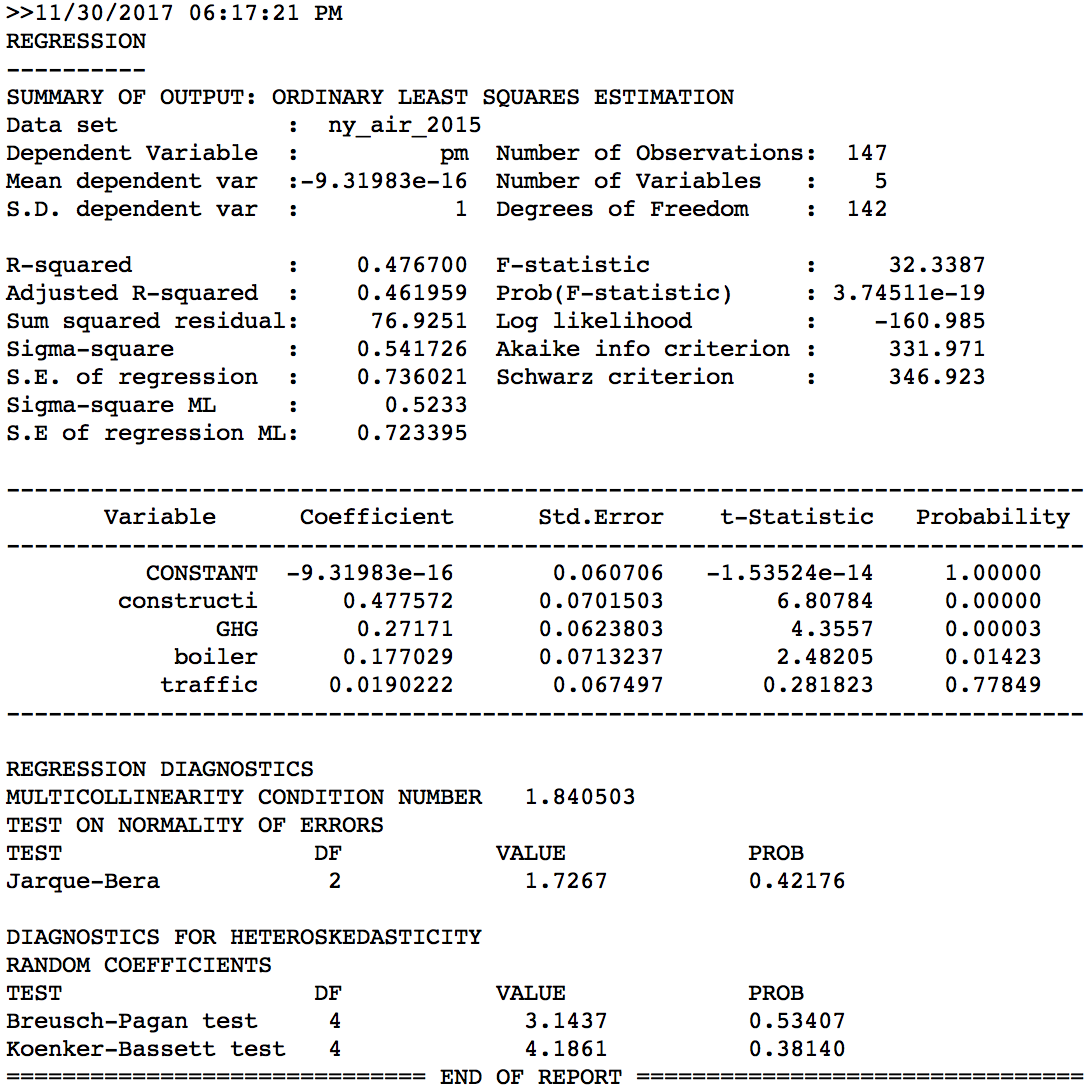 >>11/30/2017 06:17:21 PM
REGRESSION
----------
SUMMARY OF OUTPUT: ORDINARY LEAST SQUARES ESTIMATION
Data set            :  ny_air_2015
Dependent Variable  :          pm  Number of Observations:  147
Mean dependent var  :-9.31983e-16  Number of Variables   :    5
S.D. dependent var  :           1  Degrees of Freedom    :  142

R-squared           :    0.476700  F-statistic           :     32.3387
Adjusted R-squared  :    0.461959  Prob(F-statistic)     : 3.74511e-19
Sum squared residual:     76.9251  Log likelihood        :    -160.985
Sigma-square        :    0.541726  Akaike info criterion :     331.971
S.E. of regression  :    0.736021  Schwarz criterion     :     346.923
Sigma-square ML     :      0.5233
S.E of regression ML:    0.723395

-----------------------------------------------------------------------------
       Variable      Coefficient      Std.Error    t-Statistic   Probability
-----------------------------------------------------------------------------
          CONSTANT  -9.31983e-16       0.060706   -1.53524e-14    1.00000
        constructi      0.477572      0.0701503        6.80784    0.00000
               GHG       0.27171      0.0623803         4.3557    0.00003
            boiler      0.177029      0.0713237        2.48205    0.01423
           traffic     0.0190222       0.067497       0.281823    0.77849
-----------------------------------------------------------------------------

REGRESSION DIAGNOSTICS
MULTICOLLINEARITY CONDITION NUMBER   1.840503
TEST ON NORMALITY OF ERRORS
TEST                  DF           VALUE             PROB
Jarque-Bera            2             1.7267          0.42176

DIAGNOSTICS FOR HETEROSKEDASTICITY
RANDOM COEFFICIENTS
TEST                  DF           VALUE             PROB
Breusch-Pagan test     4             3.1437          0.53407
Koenker-Bassett test   4             4.1861          0.38140
============================== END OF REPORT ================================